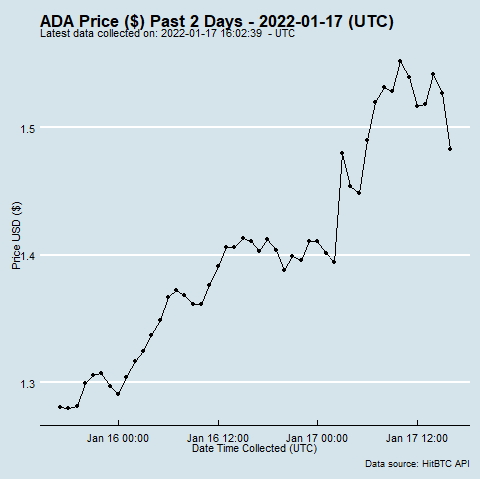 ADA Price ($) Past 2 Days - 2022-01-17 (UTC)
Latest data collected on: 2022-01-17 16:02:39 - UTC
Price USD ($)
1.5
1.4
1.3
Jan 16 00:00 Jan 16 12:00 Jan 17 00:00 Jan 17 12:00
Date Time Collected (UTC)
Data source: HitBTC API